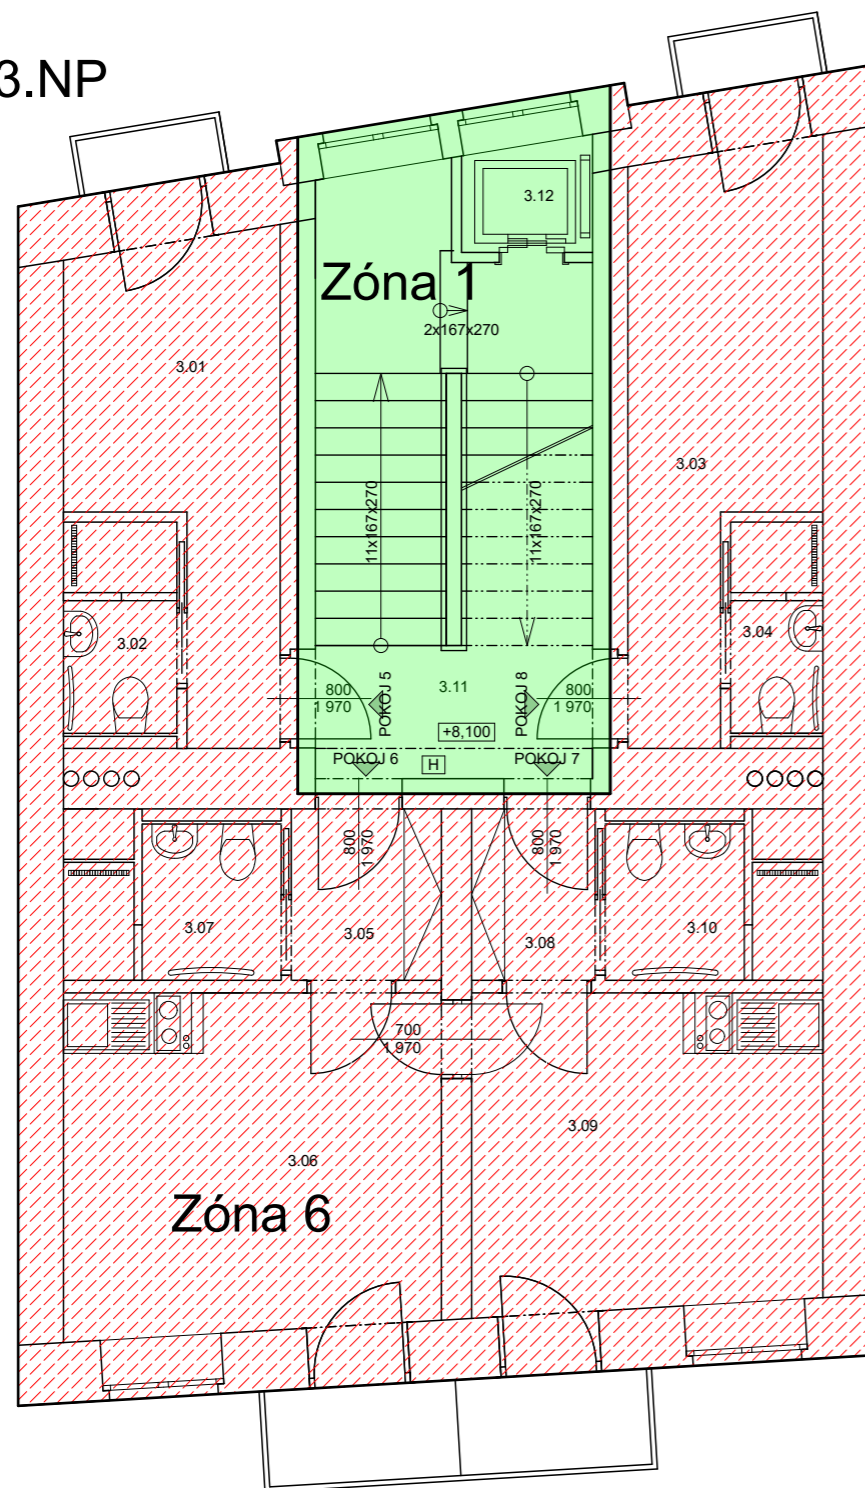 3.NP
3.12
Zóna 1
2x167x270
3.01
3.03
11x167x270
11x167x270
3.02
3.04
3.11
800
1 970
POKOJ 5
POKOJ 8
800
1 970
+8,100
POKOJ 6
H
POKOJ 7
800
1 970
800
1 970
3.07
3.05
3.08
3.10
700
1 970
3.09
3.06
Zóna 6